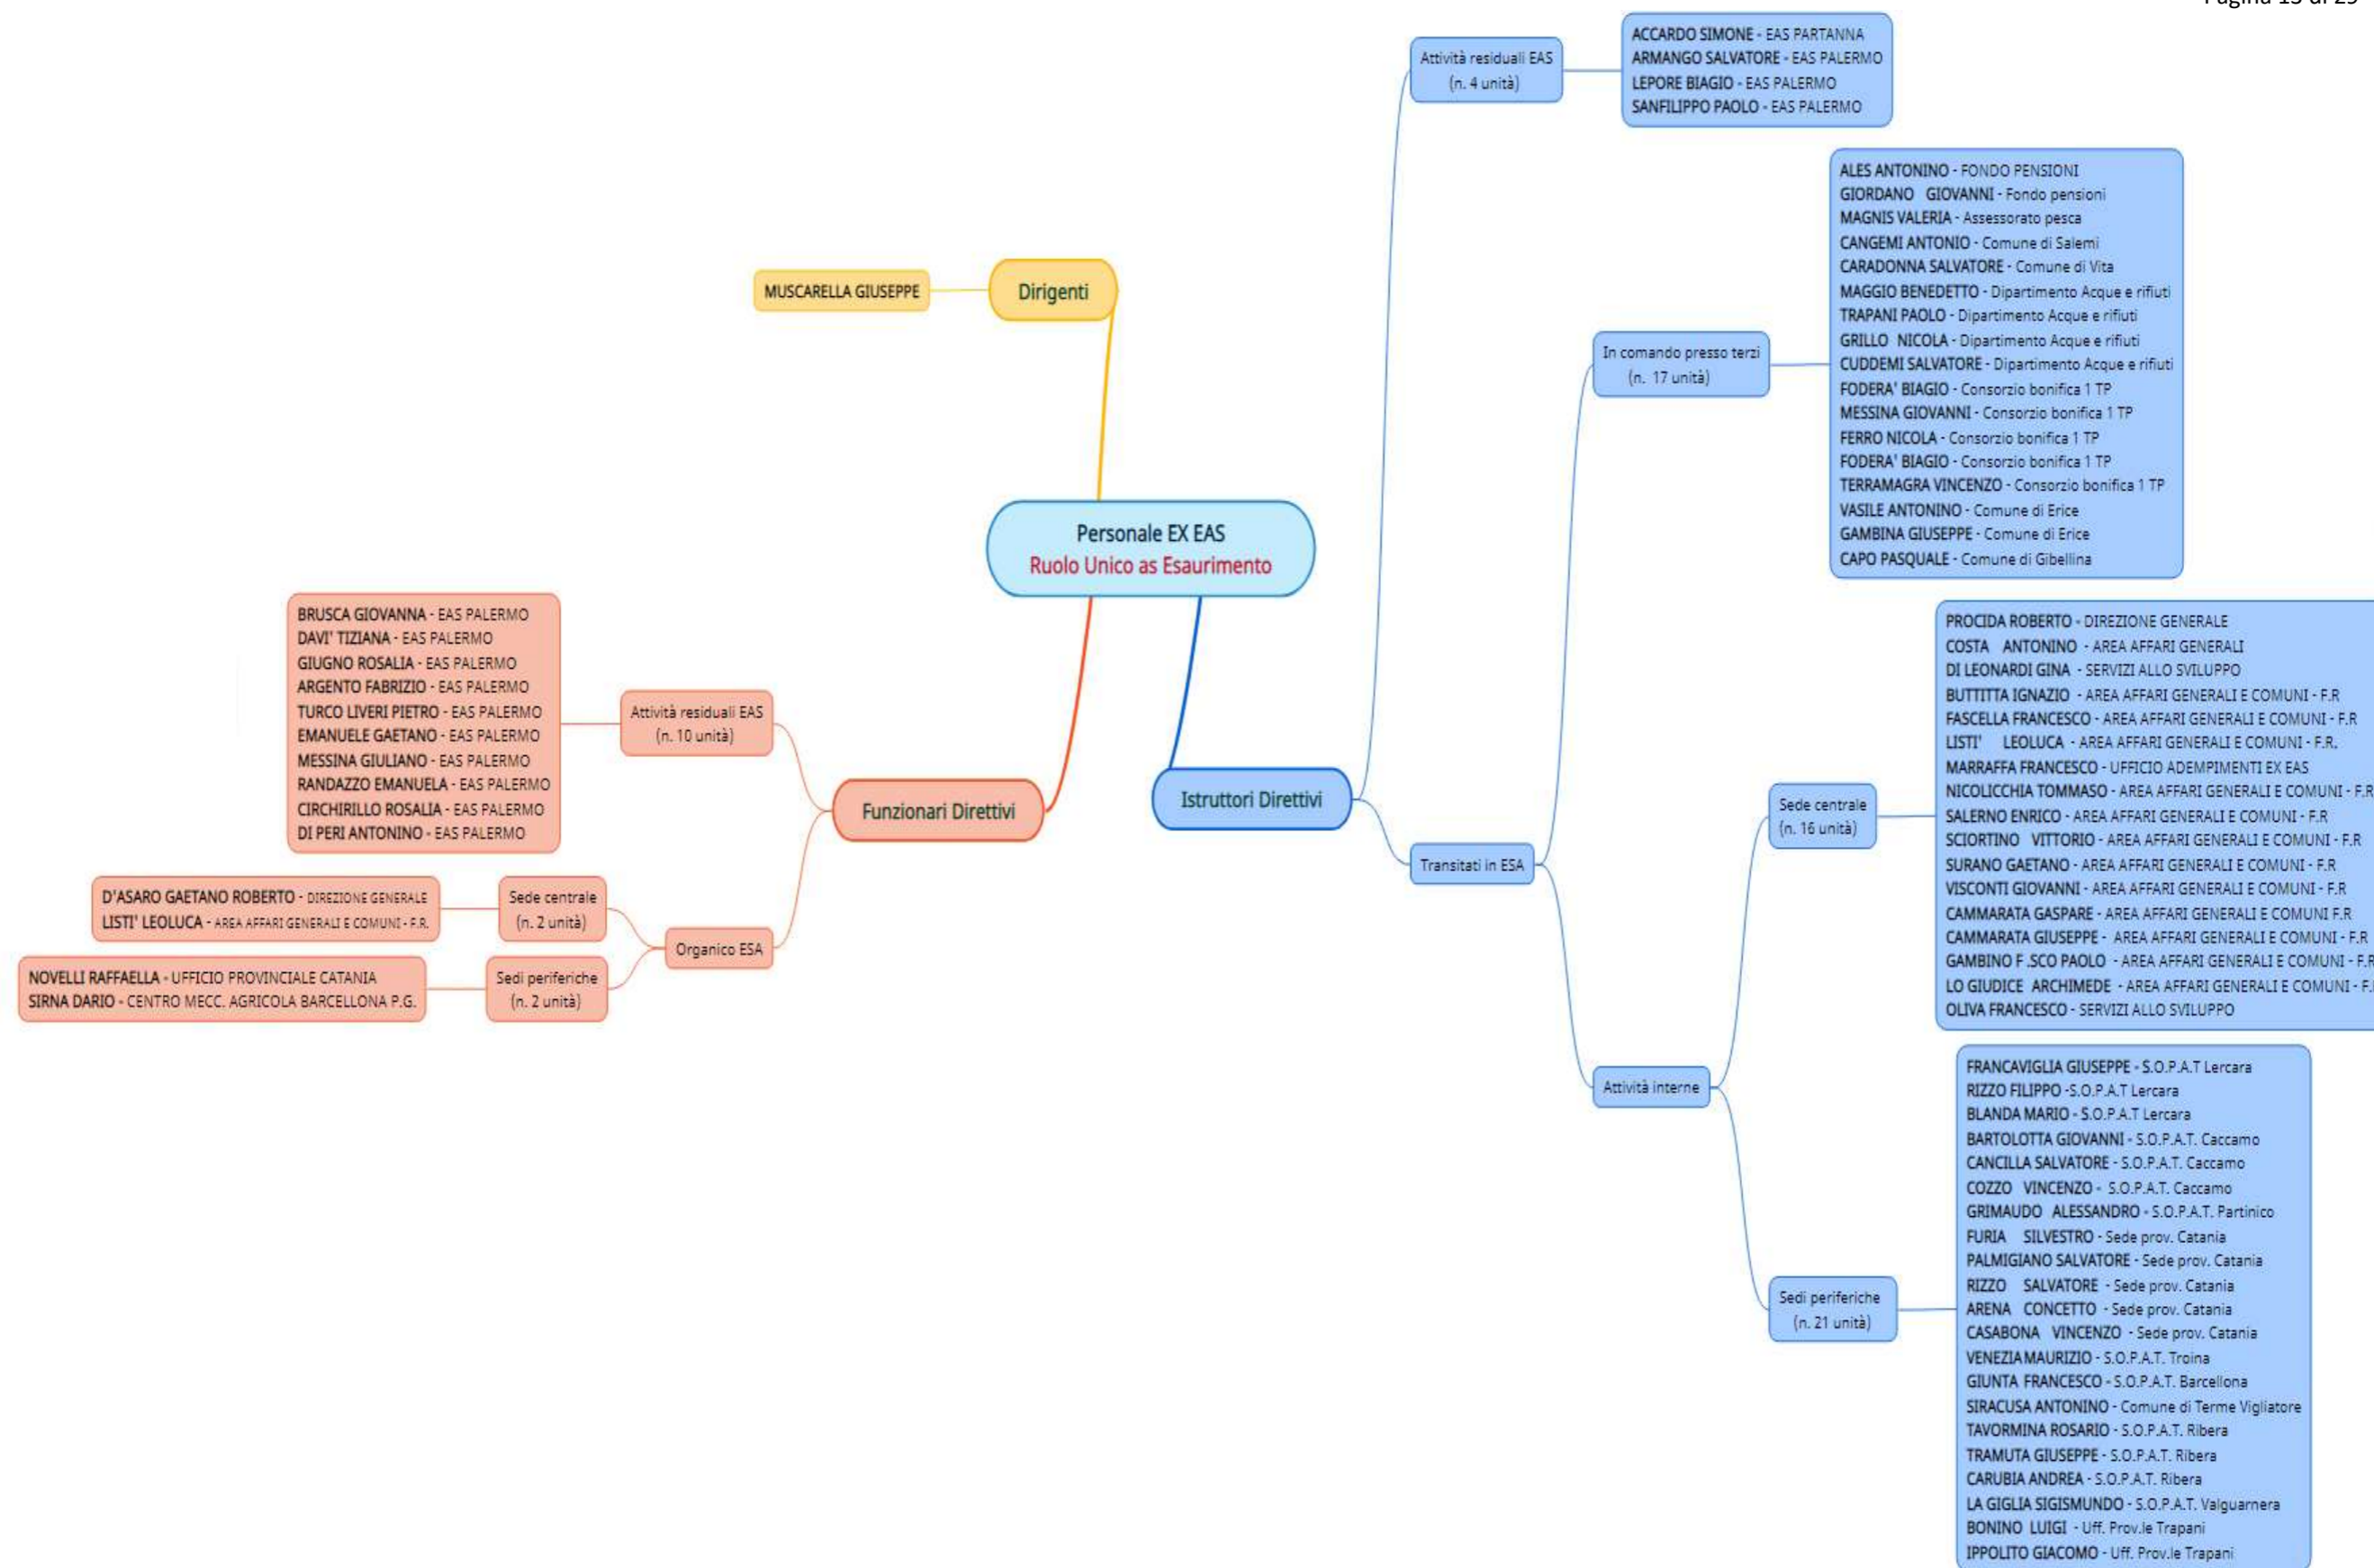 Pagina 13 di 29
Personale EX EAS
Ruolo Unico as Esaurimento
Dirigenti
MUSCARELLA GIUSEPPE
Funzionari Direttivi
Attività residuali EAS
(n. 10 unità)
BRUSCA GIOVANNA - EAS PALERMO
DAVI' TIZIANA - EAS PALERMO
GIUGNO ROSALIA - EAS PALERMO
ARGENTO FABRIZIO - EAS PALERMO
TURCO LIVERI PIETRO - EAS PALERMO
EMANUELE GAETANO - EAS PALERMO
MESSINA GIULIANO - EAS PALERMO
RANDAZZO EMANUELA - EAS PALERMO
CIRCHIRILLO ROSALIA - EAS PALERMO
DI PERI ANTONINO - EAS PALERMO
Organico ESA
Sede centrale
(n. 2 unità)
D'ASARO GAETANO ROBERTO - DIREZIONE GENERALE
LISTI' LEOLUCA - AREA AFFARI GENERALI E COMUNI - F.R.
Sedi periferiche
(n. 2 unità)
NOVELLI RAFFAELLA - UFFICIO PROVINCIALE CATANIA
SIRNA DARIO - CENTRO MECC. AGRICOLA BARCELLONA P.G.
Istruttori Direttivi
Attività residuali EAS
(n. 4 unità)
ACCARDO SIMONE - EAS PARTANNA
ARMANGO SALVATORE - EAS PALERMO
LEPORE BIAGIO - EAS PALERMO
SANFILIPPO PAOLO - EAS PALERMO
Transitati in ESA
In comando presso terzi
(n. 17 unità)
ALES ANTONINO - FONDO PENSIONI
GIORDANO GIOVANNI - Fondo pensioni
MAGNIS VALERIA - Assessorato pesca
CANGEMI ANTONIO - Comune di Salemi
CARADONNA SALVATORE - Comune di Vita
MAGGIO BENEDETTO - Dipartimento Acque e rifiuti
TRAPANI PAOLO - Dipartimento Acque e rifiuti
GRILLO NICOLA - Dipartimento Acque e rifiuti
CUDDEMI SALVATORE - Dipartimento Acque e rifiuti
FODERA' BIAGIO - Consorzio bonifica 1 TP
MESSINA GIOVANNI - Consorzio bonifica 1 TP
FERRO NICOLA - Consorzio bonifica 1 TP
FODERA' BIAGIO - Consorzio bonifica 1 TP
TERRAMAGRA VINCENZO - Consorzio bonifica 1 TP
VASILE ANTONINO - Comune di Erice
GAMBINA GIUSEPPE - Comune di Erice
CAPO PASQUALE - Comune di Gibellina
Attività interne
Sede centrale
(n. 16 unità)
PROCIDA ROBERTO - DIREZIONE GENERALE
COSTA ANTONINO - AREA AFFARI GENERALI
DI LEONARDI GINA - SERVIZI ALLO SVILUPPO
BUTTITTA IGNAZIO - AREA AFFARI GENERALI E COMUNI - F.R
FASCELLA FRANCESCO - AREA AFFARI GENERALI E COMUNI - F.R
LISTI' LEOLUCA - AREA AFFARI GENERALI E COMUNI - F.R.
MARRAFFA FRANCESCO - UFFICIO ADEMPIMENTI EX EAS
NICOLICCHIA TOMMASO - AREA AFFARI GENERALI E COMUNI - F.R
SALERNO ENRICO - AREA AFFARI GENERALI E COMUNI - F.R
SCIORTINO VITTORIO - AREA AFFARI GENERALI E COMUNI - F.R
SURANO GAETANO - AREA AFFARI GENERALI E COMUNI - F.R
VISCONTI GIOVANNI - AREA AFFARI GENERALI E COMUNI - F.R
CAMMARATA GASPARE - AREA AFFARI GENERALI E COMUNI F.R
CAMMARATA GIUSEPPE - AREA AFFARI GENERALI E COMUNI - F.R
GAMBINO F .SCO PAOLO - AREA AFFARI GENERALI E COMUNI - F.R
LO GIUDICE ARCHIMEDE - AREA AFFARI GENERALI E COMUNI - F.
OLIVA FRANCESCO - SERVIZI ALLO SVILUPPO
Sedi periferiche
(n. 21 unità)
FRANCAVIGLIA GIUSEPPE - S.O.P.A.T Lercara
RIZZO FILIPPO -S.O.P.A.T Lercara
BLANDA MARIO - S.O.P.A.T Lercara
BARTOLOTTA GIOVANNI - S.O.P.A.T. Caccamo
CANCILLA SALVATORE - S.O.P.A.T. Caccamo
COZZO VINCENZO - S.O.P.A.T. Caccamo
GRIMAUDO ALESSANDRO - S.O.P.A.T. Partinico
FURIA SILVESTRO - Sede prov. Catania
PALMIGIANO SALVATORE - Sede prov. Catania
RIZZO SALVATORE - Sede prov. Catania
ARENA CONCETTO - Sede prov. Catania
CASABONA VINCENZO - Sede prov. Catania
VENEZIAMAURIZIO - S.O.P.A.T. Troina
GIUNTA FRANCESCO - S.O.P.A.T. Barcellona
SIRACUSA ANTONINO - Comune di Terme Vigliatore
TAVORMINA ROSARIO - S.O.P.A.T. Ribera
TRAMUTA GIUSEPPE - S.O.P.A.T. Ribera
CARUBIA ANDREA - S.O.P.A.T. Ribera
LA GIGLIA SIGISMUNDO - S.O.P.A.T. Valguarnera
BONINO LUIGI - Uff. Prov.le Trapani
IPPOLITO GIACOMO - Uff. Prov.le Trapani